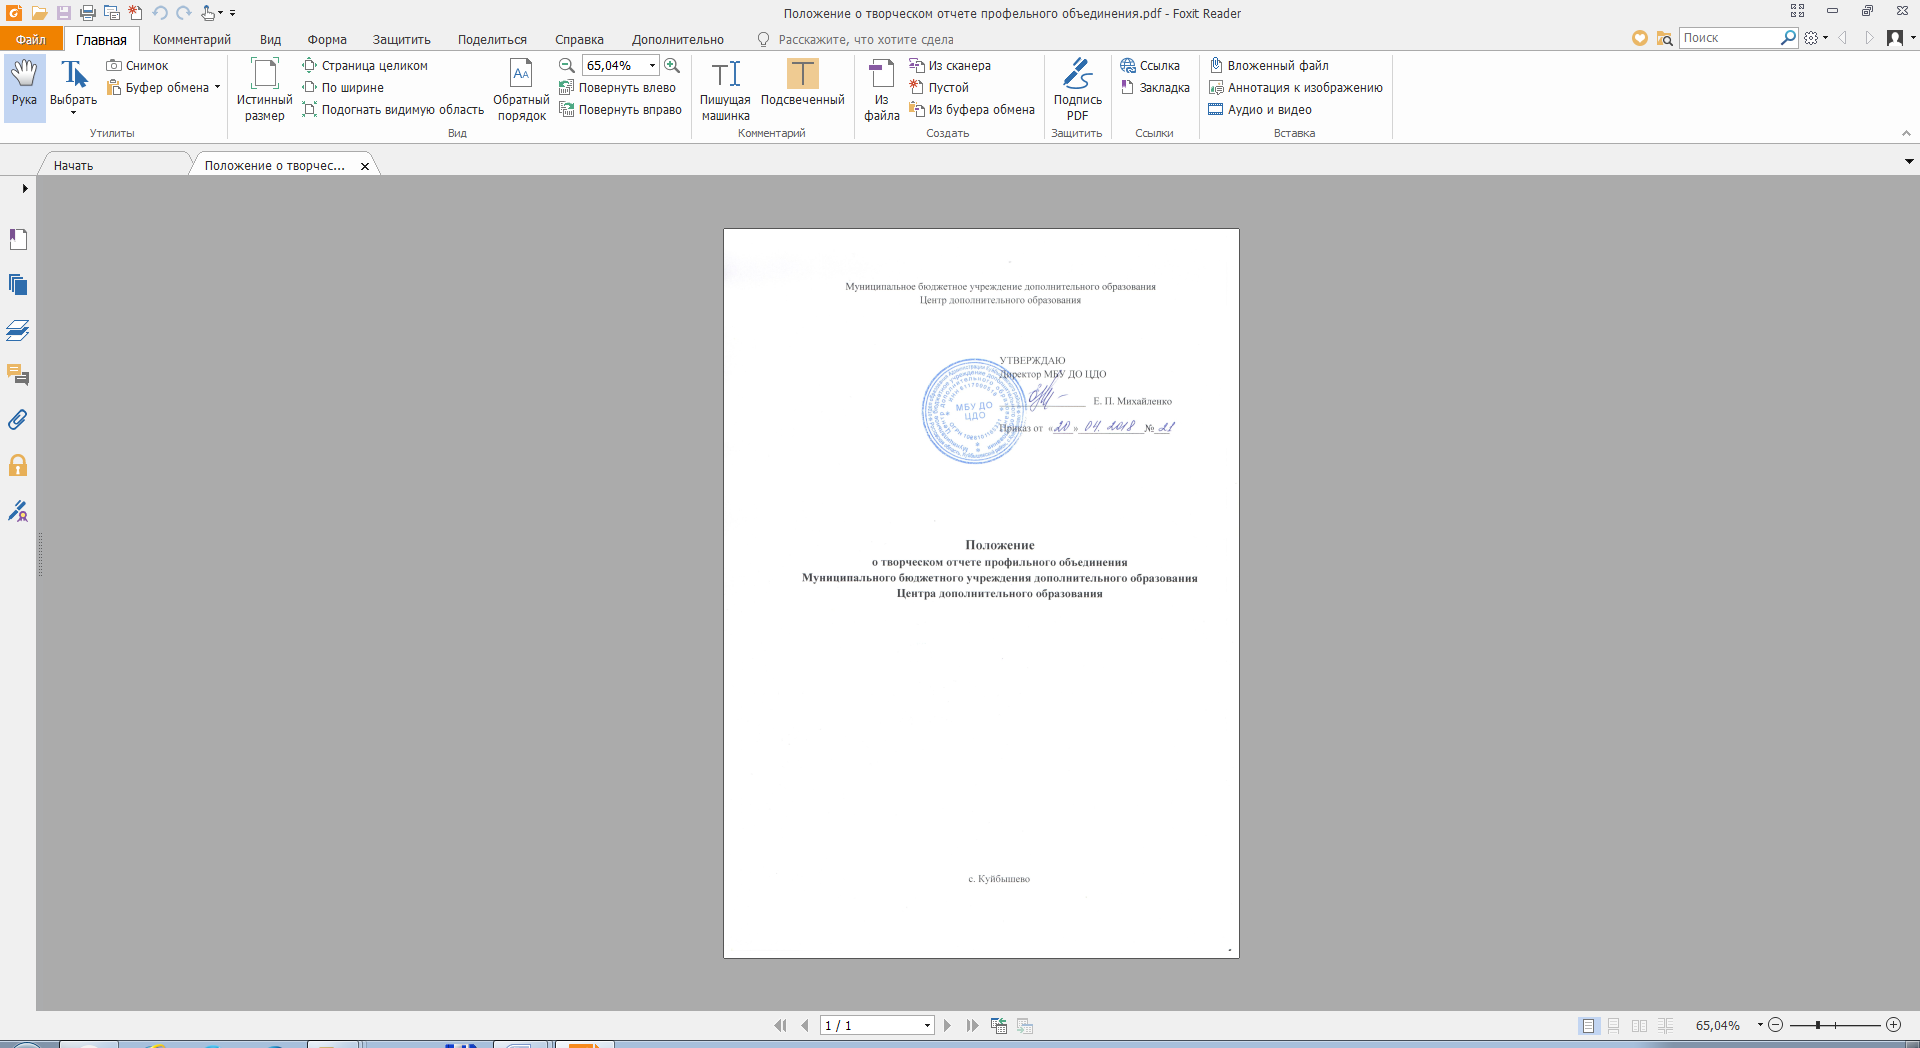 Положение о творческом отчете профельного объединения.pdf - Foxit Reader
Файл Главная Комментарий Вид Форма Защитить Поделиться Справка Дополнительно Расскажите, что хотите сдела Поиск
Рука
Выбрать
Снимок
Буфер обмена
Утилиты
Истинный размер
Страница целиком
По ширине
Подогнать видимую область
Обратный порядок
65,04%
Повернуть влево
Повернуть вправо
Вид
Пишущая машинка
Подсвеченный
Комментарий
Из файла
Из сканера
Пустой
Из буфера обмена
Создать
Подпись PDF
Защитить
Ссылка
Закладка
Ссылки
Вложенный файл
Аннотация к изображению
Аудио и видео
Вставка
Начать Положение о творчес...
Муниципальное бюджетное учреждение дополнительного образования
Центр дополнительного образования
УТВЕРЖДАЮ
Директор МБУ ДО ЦДО
Е. П. Михайленко
Приказ от «20» 04. 2018 № 21
МБУ ДО
ЦДО
Положение
о творческом отчете профильного объединения
Муниципального бюджетного учреждения дополнительного образования
Центра дополнительного образования
с. Куйбышево
1 / 1
65,04%